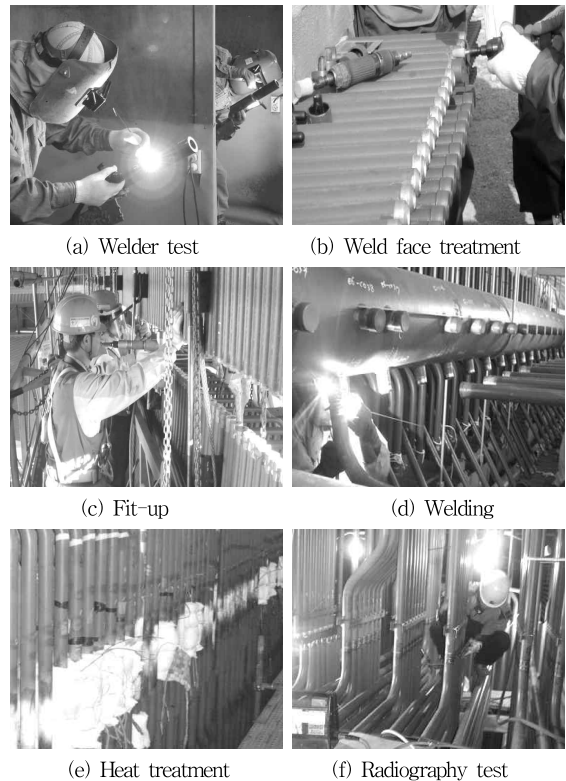 (a) Welder test
(b) Weld face treatment
(c) Fit-up
(d) Welding
(e) Heat treatment
(f) Radiography test